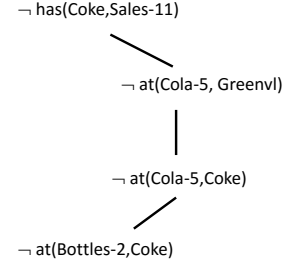 ¬ has(Coke,Sales-11)
¬ at(Cola-5, Greenvl)
¬ at(Cola-5,Coke)
¬ at(Bottles-2,Coke)